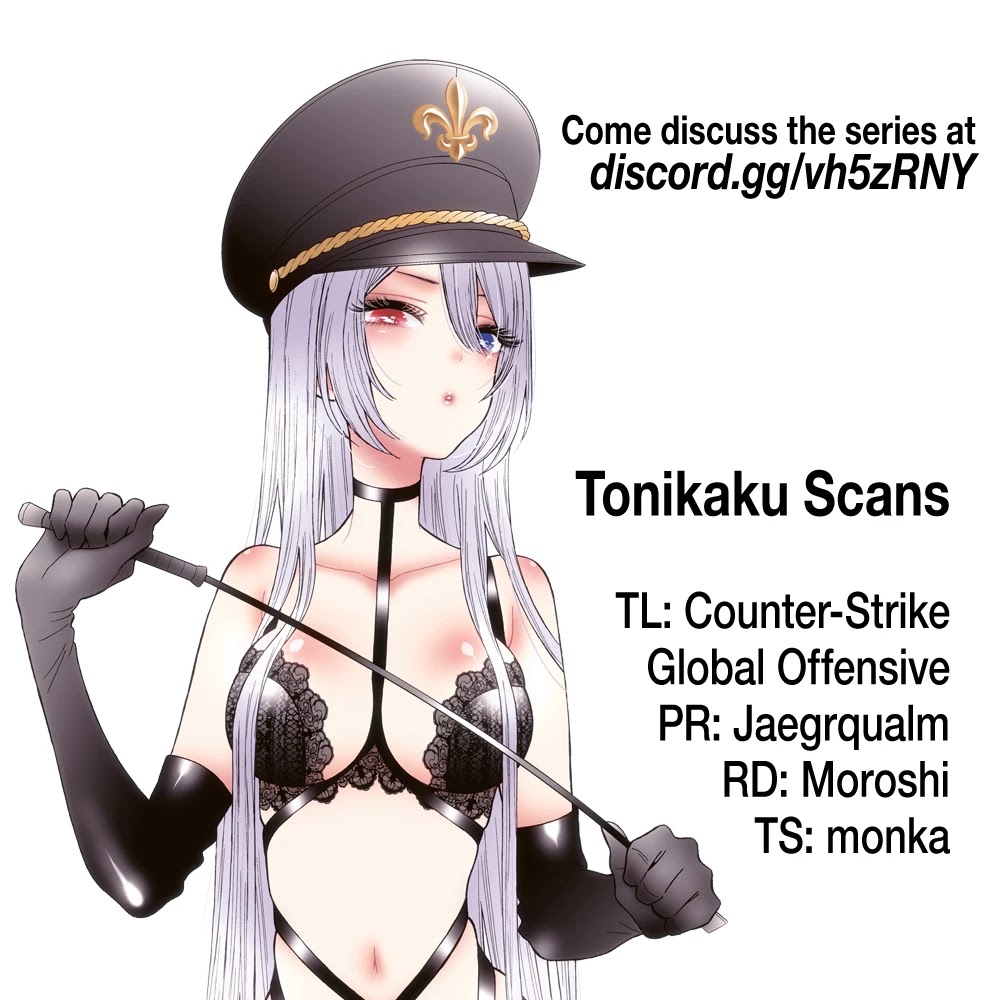 Come discuss the series at
discord.gg/vh5zRNY
Tonikaku Scans
TL: Counter-Strike
Global Offensive
PR: Jaegrqualm
RD: Moroshi
TS: monka